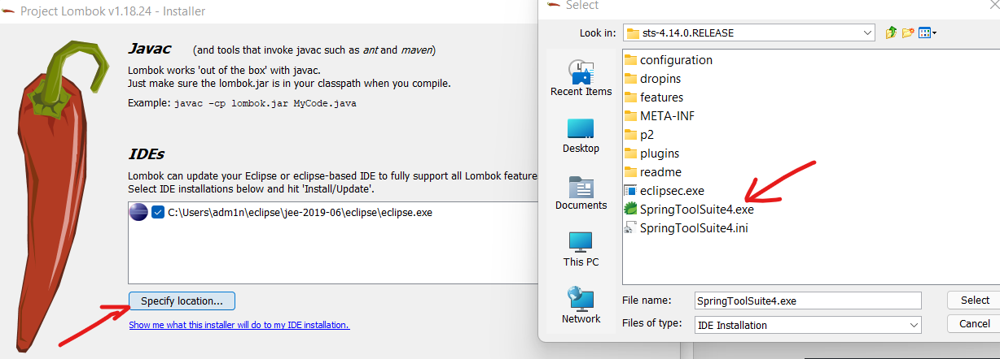 Project Lombok v1.18.24 - Installer
Javac (and tools that invoke javac such as ant and maven)
Lombok works 'out of the box' with javac.
Just make sure the lombok.jar is in your classpath when you compile.
Example: javac -cp lombok.jar MyCode.java
IDEs
Lombok can update your Eclipse or eclipse-based IDE to fully support all Lombok feature
Select IDE installations below and hit 'Install/Update'.
C:\Users\adm1n\eclipse\jee-2019-06\eclipse\eclipse.exe
Specify location...
Show me what this installer will do to my IDE installation.
Select
Look in: sts-4.14.0.RELEASE
Recent Items
Desktop
Documents
This PC
Network
configuration
dropins
features
META-INF
p2
plugins
readme
eclipsec.exe
SpringToolSuite4.exe
SpringToolSuite4.ini
File name: SpringToolSuite4.exe
Select
Files of type: IDE Installation
Cancel